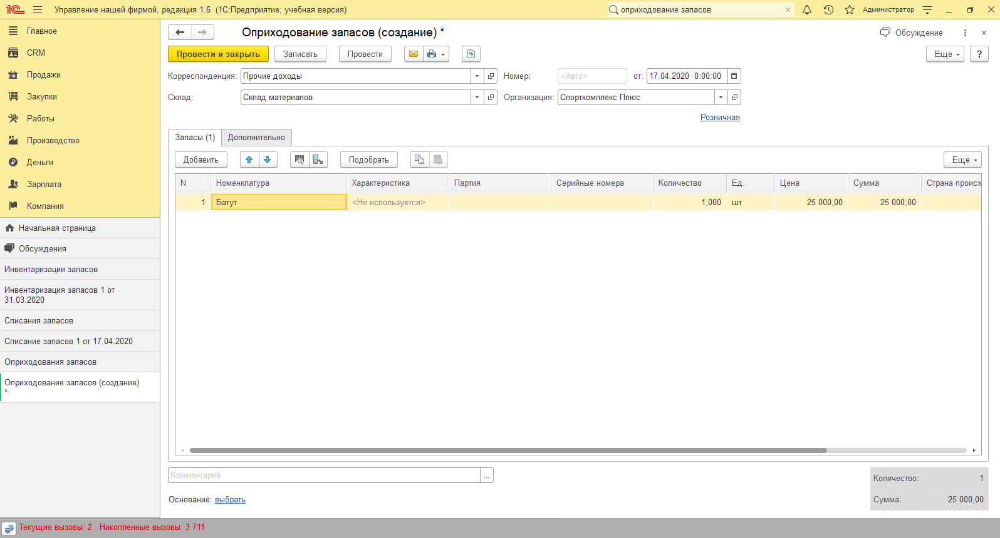 1С Управление нашей фирмой, редакция 1.6 (1С:Предприятие, учебная версия) оприходование запасов Администратор
Главное
CRM
Продажи
Закупки
Работы
Производство
Деньги
Зарплата
Компания
Начальная страница
Обсуждения
Инвентаризации запасов
Инвентаризация запасов 1 от
31.03.2020
Списания запасов
Списание запасов 1 от 17.04.2020
Оприходования запасов
Оприходование запасов (создание)
*
Оприходование запасов (создание) * Обсуждение
Провести и закрыть Записать Провести Еще ?
Корреспонденция: Прочие доходы Номер: <Авто> от: 17.04.2020 0:00:00
Склад: Склад материалов Организация: Спорткомплекс Плюс
Розничная
Запасы (1) Дополнительно
Добавить Подобрать Еще
N Номенклатура Характеристика Партия Серийные номера Количество Ед. Цена Сумма Страна происх
1 Батут <Не используется> 1,000 шт 25 000,00 25 000,00
Комментарий ...
Количество: 1
Основание: выбрать
Сумма: 25 000,00
Текущие вызовы: 2 Накопленные вызовы: 3 711